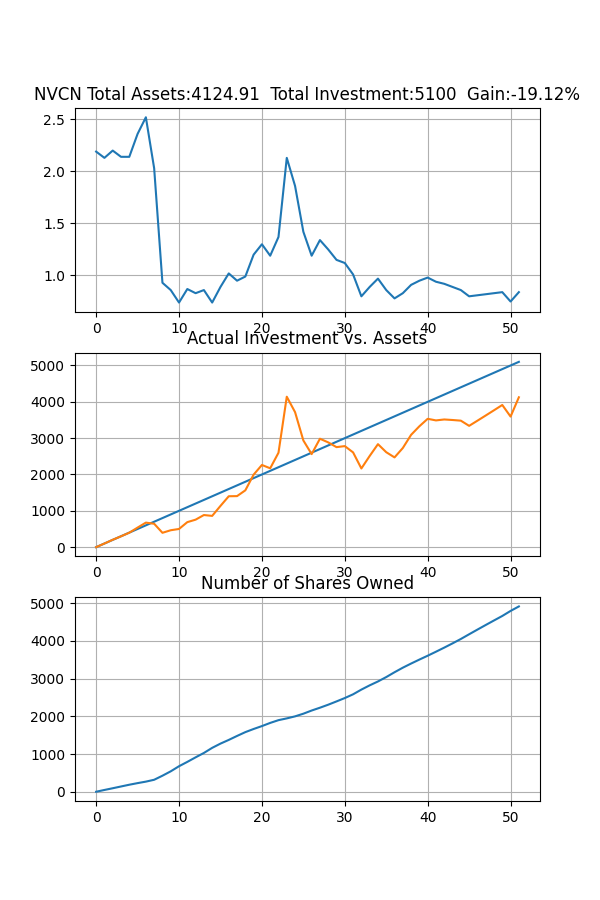 NVCN Total Assets:4124.91  Total Investment:5100  Gain:-19.12%
2.5
2.0
1.5
1.0
0 10 20 30 40 50
Actual Investment vs. Assets
5000
4000
3000
2000
1000
0
0 10 20 30 40 50
Number of Shares Owned
5000
4000
3000
2000
1000
0
0 10 20 30 40 50